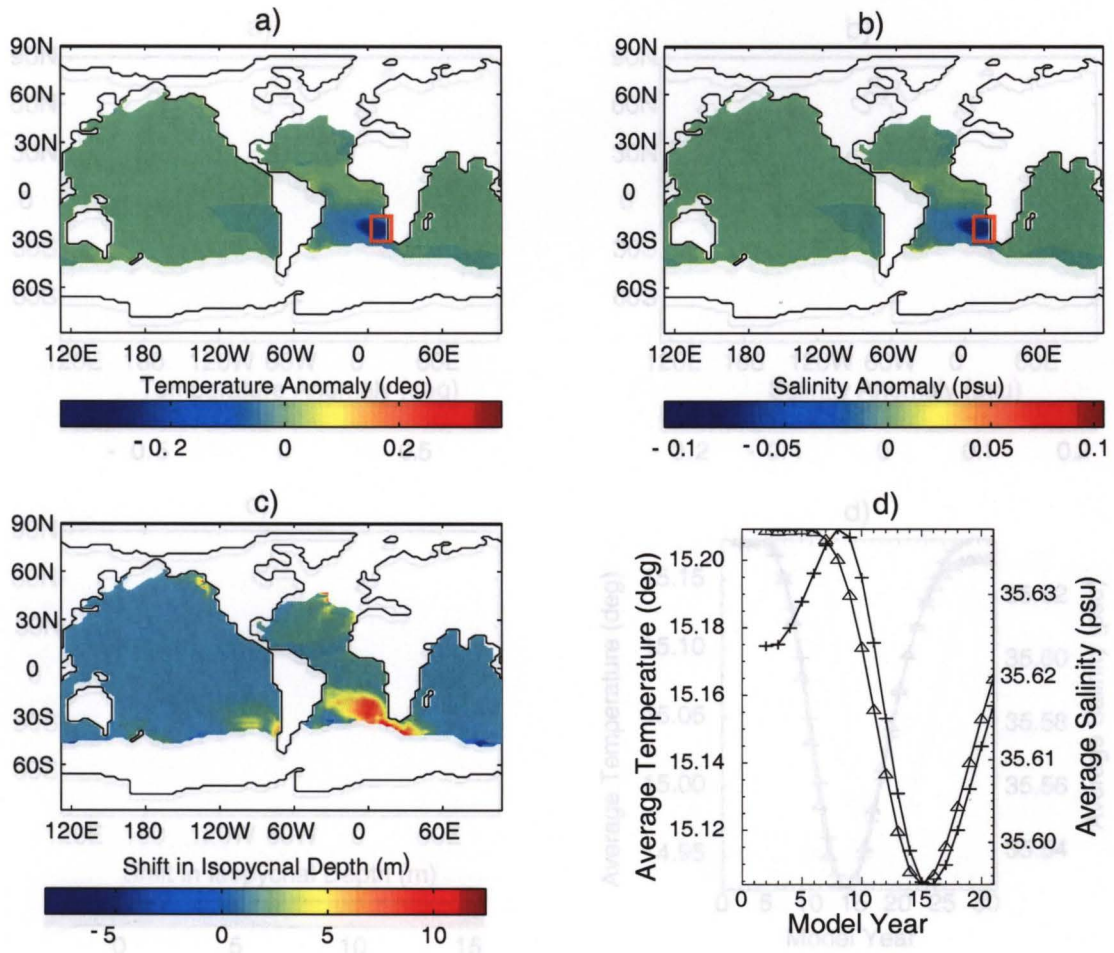 a)
90N
60N
30N
0
30S
60S
120E 180 120W 60W 0 60E
Temperature Anomaly (deg)
- 0.2 0 0.2
b)
90N
60N
30N
0
30S
60S
120E 180 120W 60W 0 60E
Salinity Anomaly (psu)
- 0.1 - 0.05 0 0.05 0.1
c)
90N
60N
30N
0
30S
60S
120E 180 120W 60W 0 60E
Shift in Isopycnal Depth (m)
- 5 0 5 10
d)
Average Temperature (deg)
15.20
15.18
15.16
15.14
15.12
Average Salinity (psu)
35.63
35.62
35.61
35.60
0 5 10 15 20
Model Year